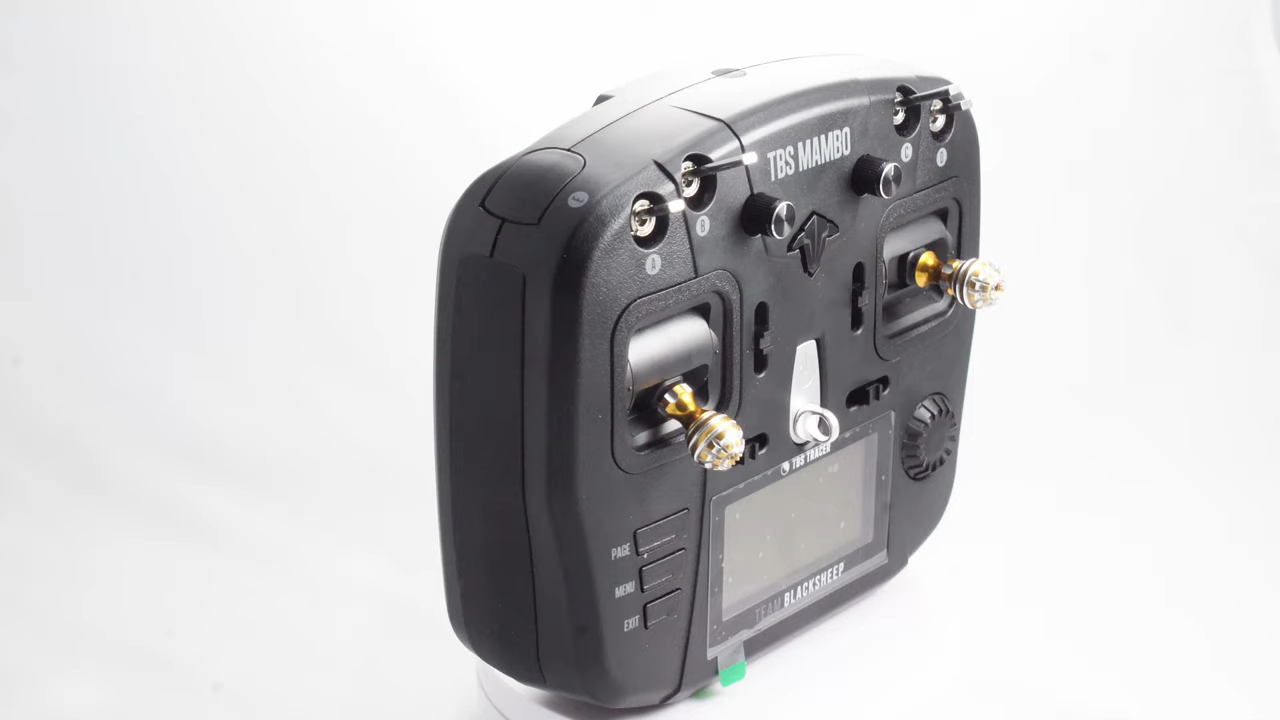 TBS MAMBO
E
A
B
C
D
TBS TRACER
PAGE
MENU
EXIT
TEAM BLACKSHEEP